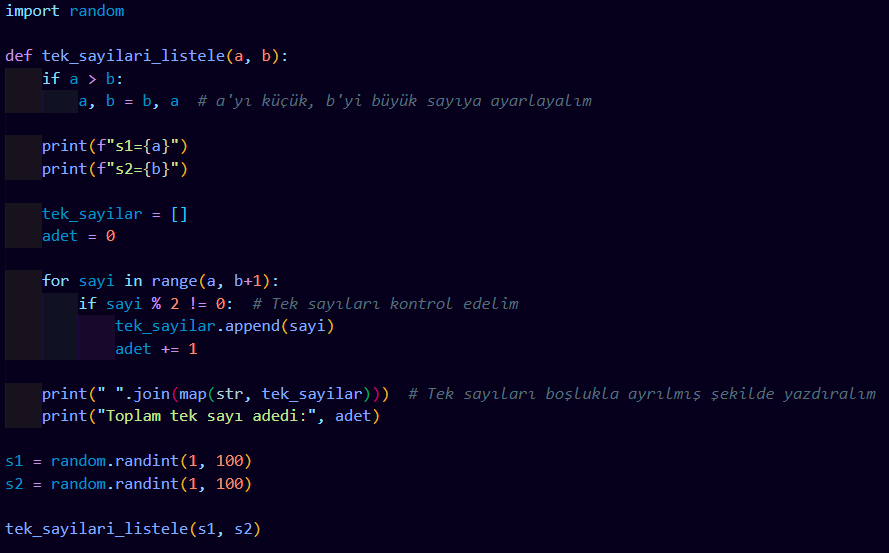 import random
def tek_sayilari_listele(a, b):
if a > b:
a, b = b, a  # a'yı küçük, b'yi büyük sayıya ayarlayalım
print(f"s1={a}")
print(f"s2={b}")
tek_sayilar = []
adet = 0
for sayi in range(a, b+1):
if sayi % 2 != 0:  # Tek sayıları kontrol edelim
tek_sayilar.append(sayi)
adet += 1
print(" ".join(map(str, tek_sayilar)))  # Tek sayıları boşlukla ayrılmış şekilde yazdıralım
print("Toplam tek sayı adedi:", adet)
s1 = random.randint(1, 100)
s2 = random.randint(1, 100)
tek_sayilari_listele(s1, s2)